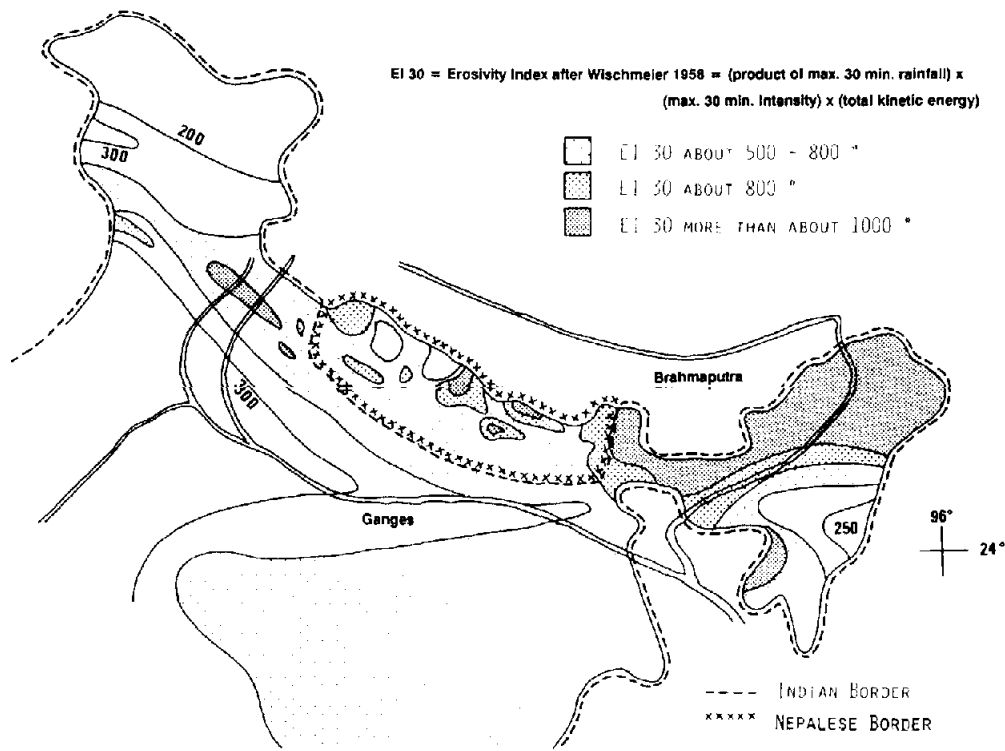 EI 30 = Erosivity Index after Wischmeier 1958 = (product of max. 30 min. rainfall) x
(max. 30 min. Intensity) x (total kinetic energy)
EI 30 ABOUT 500 - 800 "
EI 30 ABOUT 800 "
EI 30 MORE THAN ABOUT 1000 "
200
300
300
Brahmaputra
Ganges
250
96°
24°
INDIAN BORDER
xxxxx NEPALESE BORDER